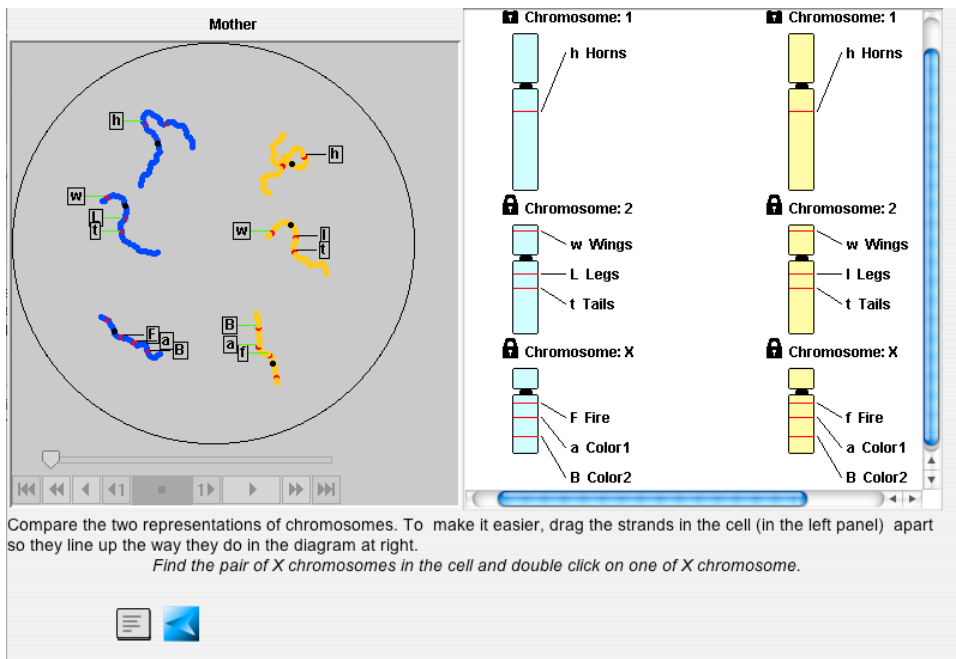 Mother
h
h
w
L
t
w
l
t
F
a
B
B
a
f
1
1
Chromosome: 1
h Horns
Chromosome: 1
h Horns
Chromosome: 2
w Wings
L Legs
t Tails
Chromosome: 2
w Wings
l Legs
t Tails
Chromosome: X
F Fire
a Color1
B Color2
Chromosome: X
f Fire
a Color1
B Color2
Compare the two representations of chromosomes. To make it easier, drag the strands in the cell (in the left panel) apart
so they line up the way they do in the diagram at right.
Find the pair of X chromosomes in the cell and double click on one of X chromosome.